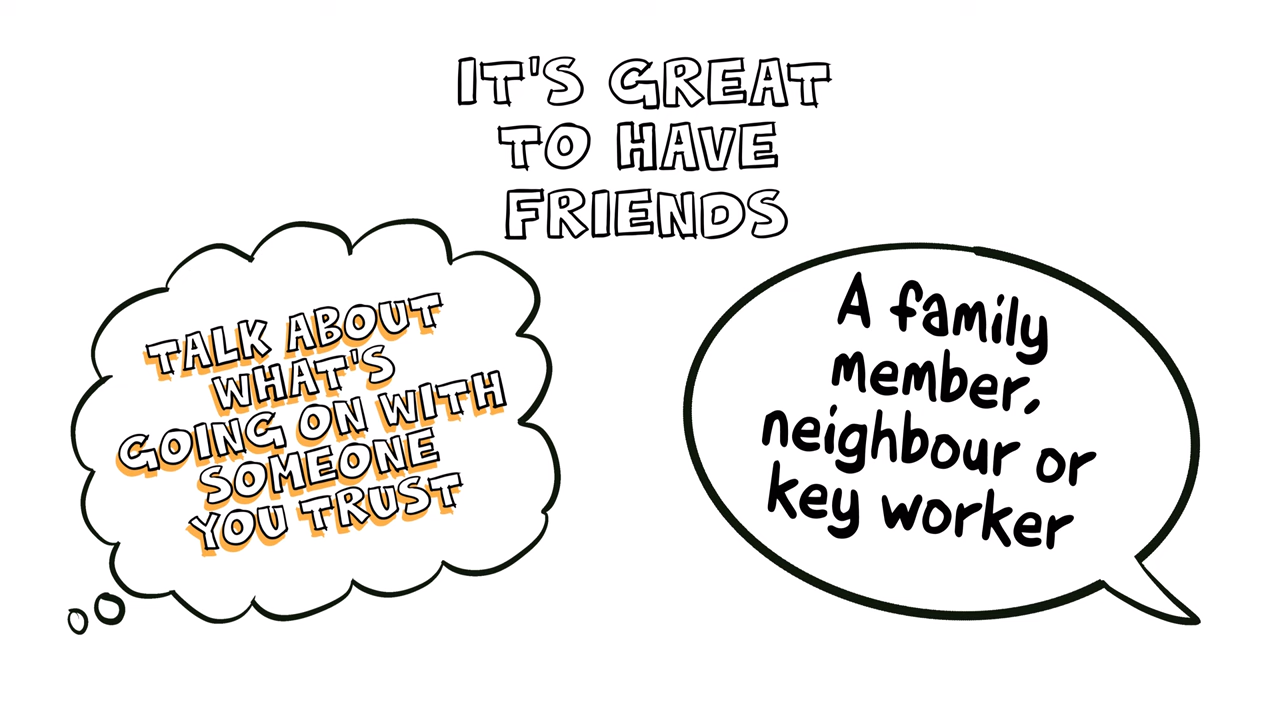 IT'S GREAT
TO HAVE
FRIENDS
TALK ABOUT
WHAT'S
GOING ON WITH
SOMEONE
YOU TRUST
A family
member,
neighbour or
key worker